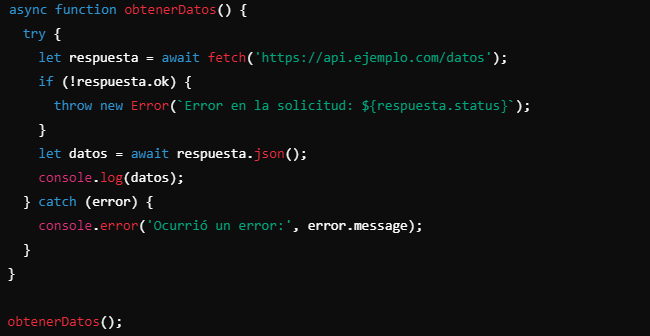 async function obtenerDatos() {
  try {
    let respuesta = await fetch('https://api.ejemplo.com/datos');
    if (!respuesta.ok) {
      throw new Error(`Error en la solicitud: ${respuesta.status}`);
    }
    let datos = await respuesta.json();
    console.log(datos);
  } catch (error) {
    console.error('Ocurrió un error:', error.message);
  }
}

obtenerDatos();